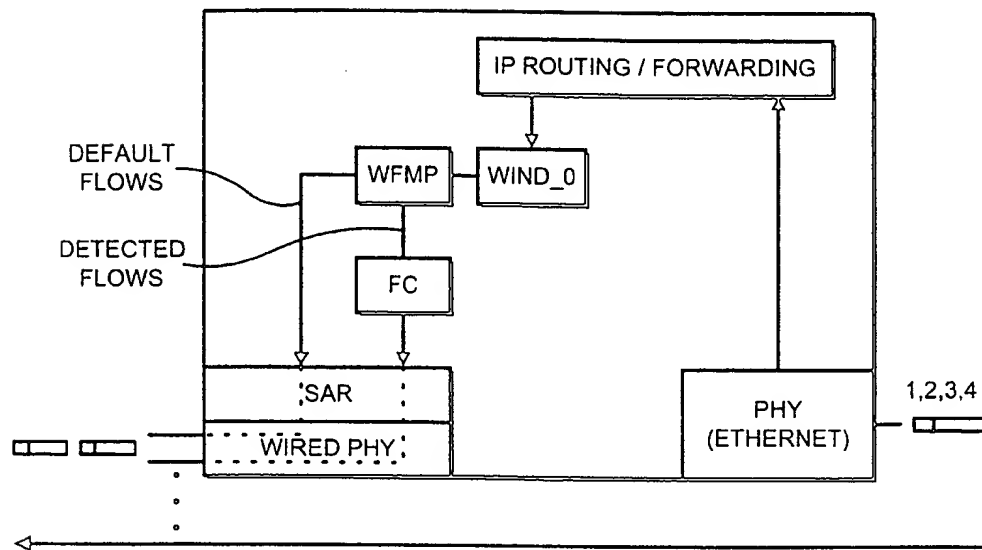 IP ROUTING / FORWARDING
DEFAULT
FLOWS
WFMP
WIND_0
DETECTED
FLOWS
FC
SAR
WIRED PHY
PHY
(ETHERNET)
1,2,3,4